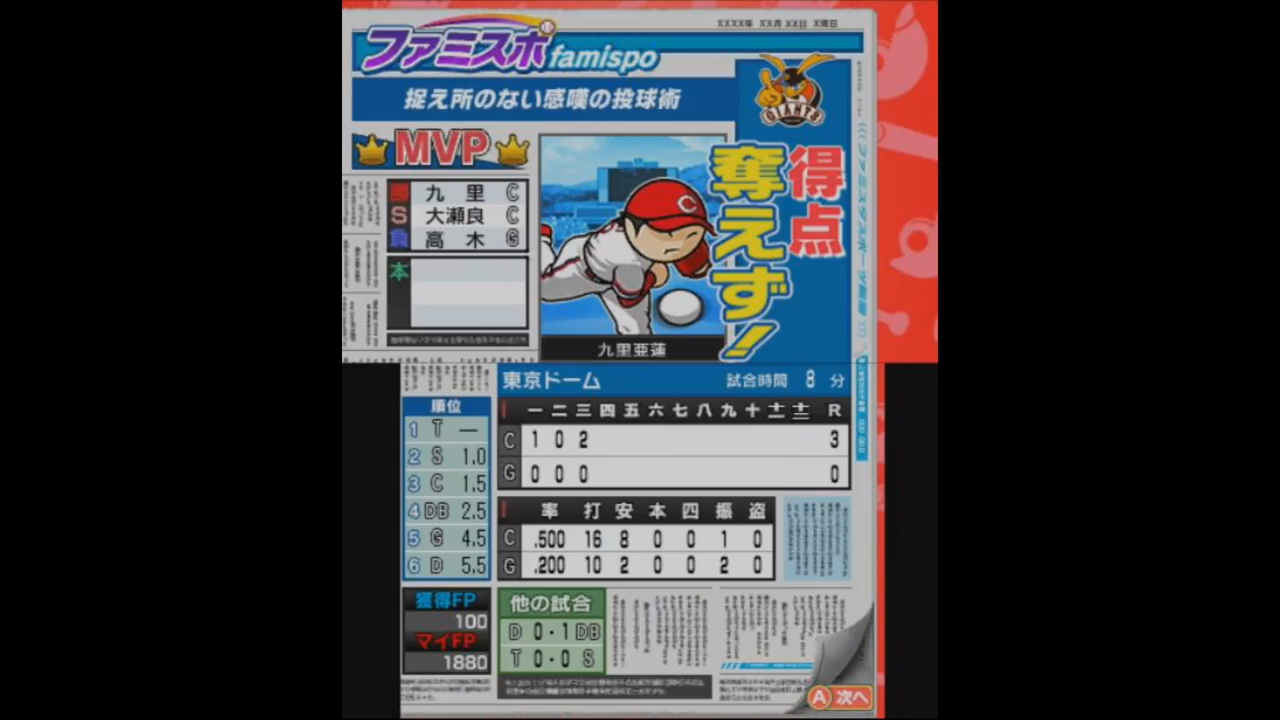 XXXX年 XX月 XX日 X曜日
ファミスポ famispo
捉え所のない感嘆の投球術
GIANTS
得点
奪えず！
MVP
勝 九里 C
S 大瀬良 C
負 高木 G
本
C
九里亜蓮
東京ドーム 試合時間 8 分
一 二 三 四 五 六 七 八 九 十 十一 十二 R
C 1 0 2 3
G 0 0 0 0
順位
1 T —
2 S 1.0
3 C 1.5
4 DB 2.5
5 G 4.5
6 D 5.5
率 打 安 本 四 振 盗
C .500 16 8 0 0 1 0
G .200 10 2 0 0 2 0
獲得FP
100
マイFP
1880
他の試合
D 0-1 DB
T 0-0 S
A 次へ